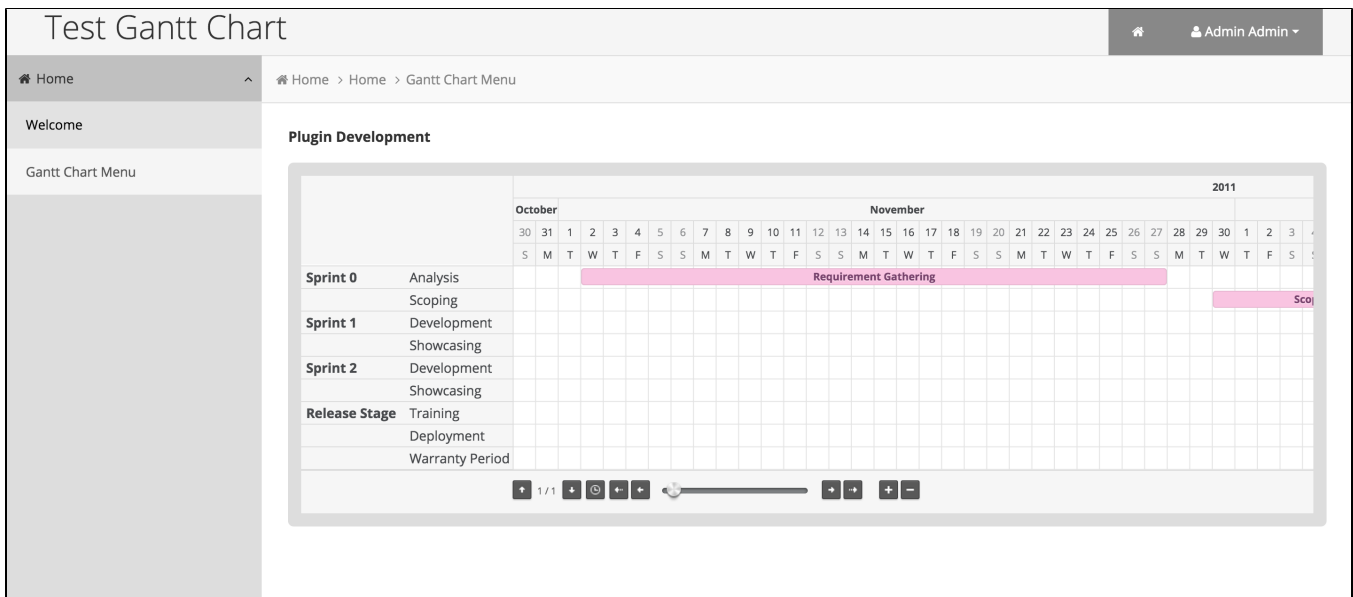 Test Gantt Chart
Admin Admin
Home
Home > Home > Gantt Chart Menu
Welcome
Gantt Chart Menu
Plugin Development
2011
October November
30 31 1 2 3 4 5 6 7 8 9 10 11 12 13 14 15 16 17 18 19 20 21 22 23 24 25 26 27 28 29 30 1 2 3
S M T W T F S S M T W T F S S M T W T F S S M T W T F S S M T W T F S
Sprint 0 Analysis Requirement Gathering
Scoping
Sprint 1 Development
Showcasing
Sprint 2 Development
Showcasing
Release Stage Training
Deployment
Warranty Period
1 / 1